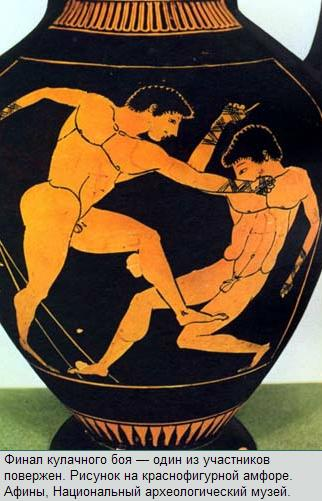 Финал кулачного боя — один из участников
повержен. Рисунок на краснофигурной амфоре.
Афины, Национальный археологический музей.